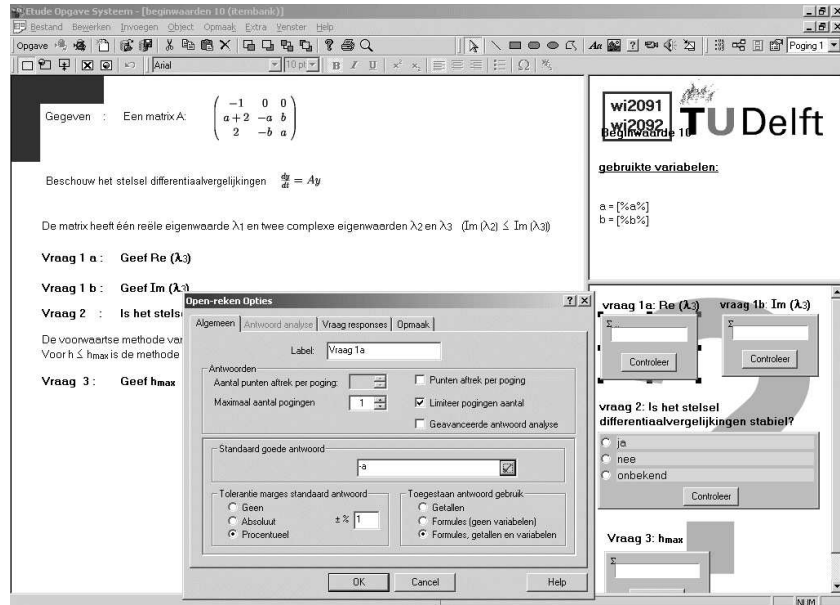 Etude Opgave Systeem - [beginwaarden 10 (itembank)]
Bestand Bewerken Invoegen Object Opmaak Extra Venster Help
Opgave
Poging 1
Arial 10 pt B I U x² x₂ Ω
Gegeven : Een matrix A:
-1 0 0
a + 2 -a b
2 -b a
Beschouw het stelsel differentiaalvergelijkingen dy/dt = Ay
De matrix heeft één reële eigenwaarde λ1 en twee complexe eigenwaarden λ2 en λ3 (Im (λ2) ≤ Im (λ3))
Vraag 1 a : Geef Re (λ3)
Vraag 1 b : Geef Im (λ3)
Vraag 2 : Is het stelse
De voorwaartse methode var
Voor h ≤ hmax is de methode
Vraag 3 : Geef hmax
wi2091
wi2092
Beginwaarde 10
TU Delft
gebruikte variabelen:
a = [%a%]
b = [%b%]
Open-reken Opties
Algemeen Antwoord analyse Vraag responses Opmaak
Label: Vraag 1a
Antwoorden
Aantal punten aftrek per poging:
Punten aftrek per poging
Maximaal aantal pogingen 1
Limiteer pogingen aantal
Geavanceerde antwoord analyse
Standaard goede antwoord
-a
Tolerantie marges standaard antwoord
Geen
Absoluut
Procentueel
± % 1
Toegestaan antwoord gebruik
Getallen
Formules (geen variabelen)
Formules, getallen en variabelen
OK Cancel Help
vraag 1a: Re (λ3) vraag 1b: Im (λ3)
Σ... Σ
Controleer Controleer
vraag 2: Is het stelsel
differentiaalvergelijkingen stabiel?
ja
nee
onbekend
Controleer
Vraag 3: hmax
Σ
NUM